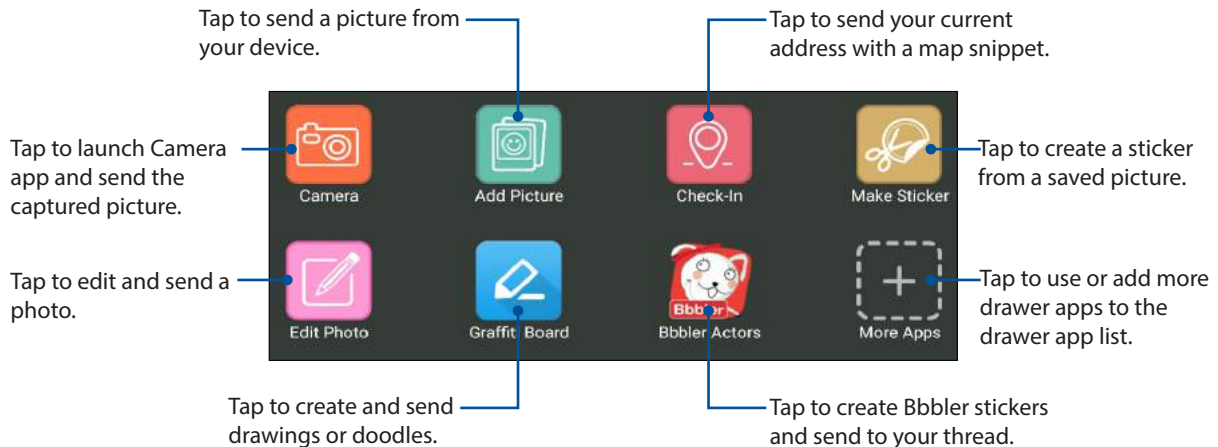 Tap to send a picture from
your device.
Tap to send your current
address with a map snippet.
Tap to launch Camera
app and send the
captured picture.
Tap to create a sticker
from a saved picture.
Camera
Add Picture
Check-In
Make Sticker
Tap to edit and send a
photo.
Tap to use or add more
drawer apps to the
drawer app list.
Bbbler
Edit Photo
Graffiti Board
Bbbler Actors
More Apps
Tap to create and send
drawings or doodles.
Tap to create Bbbler stickers
and send to your thread.